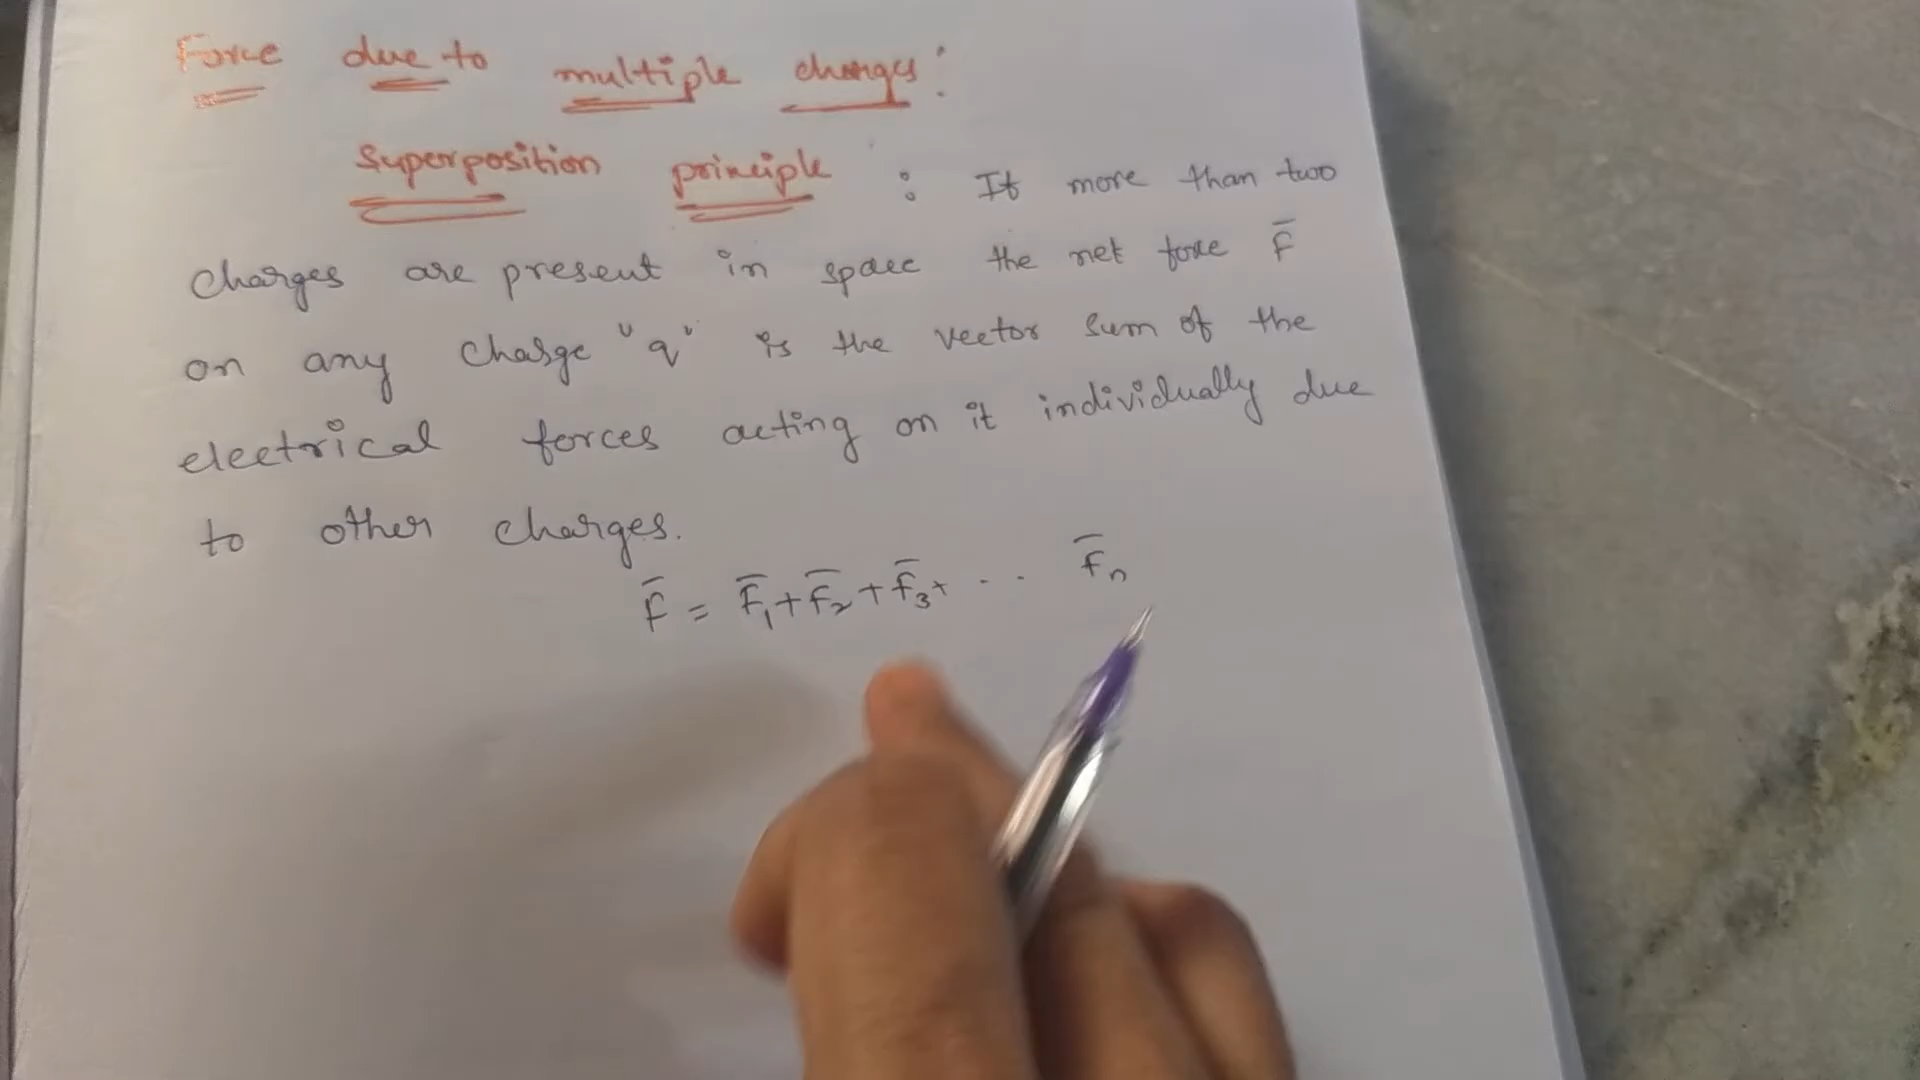 Force due to multiple charges:
Superposition principle : If more than two
charges are present in space the net force F̄
on any charge "q" is the vector sum of the
electrical forces acting on it individually due
to other charges.
F̄ = F̄₁+F̄₂+F̄₃+ ... F̄ₙ